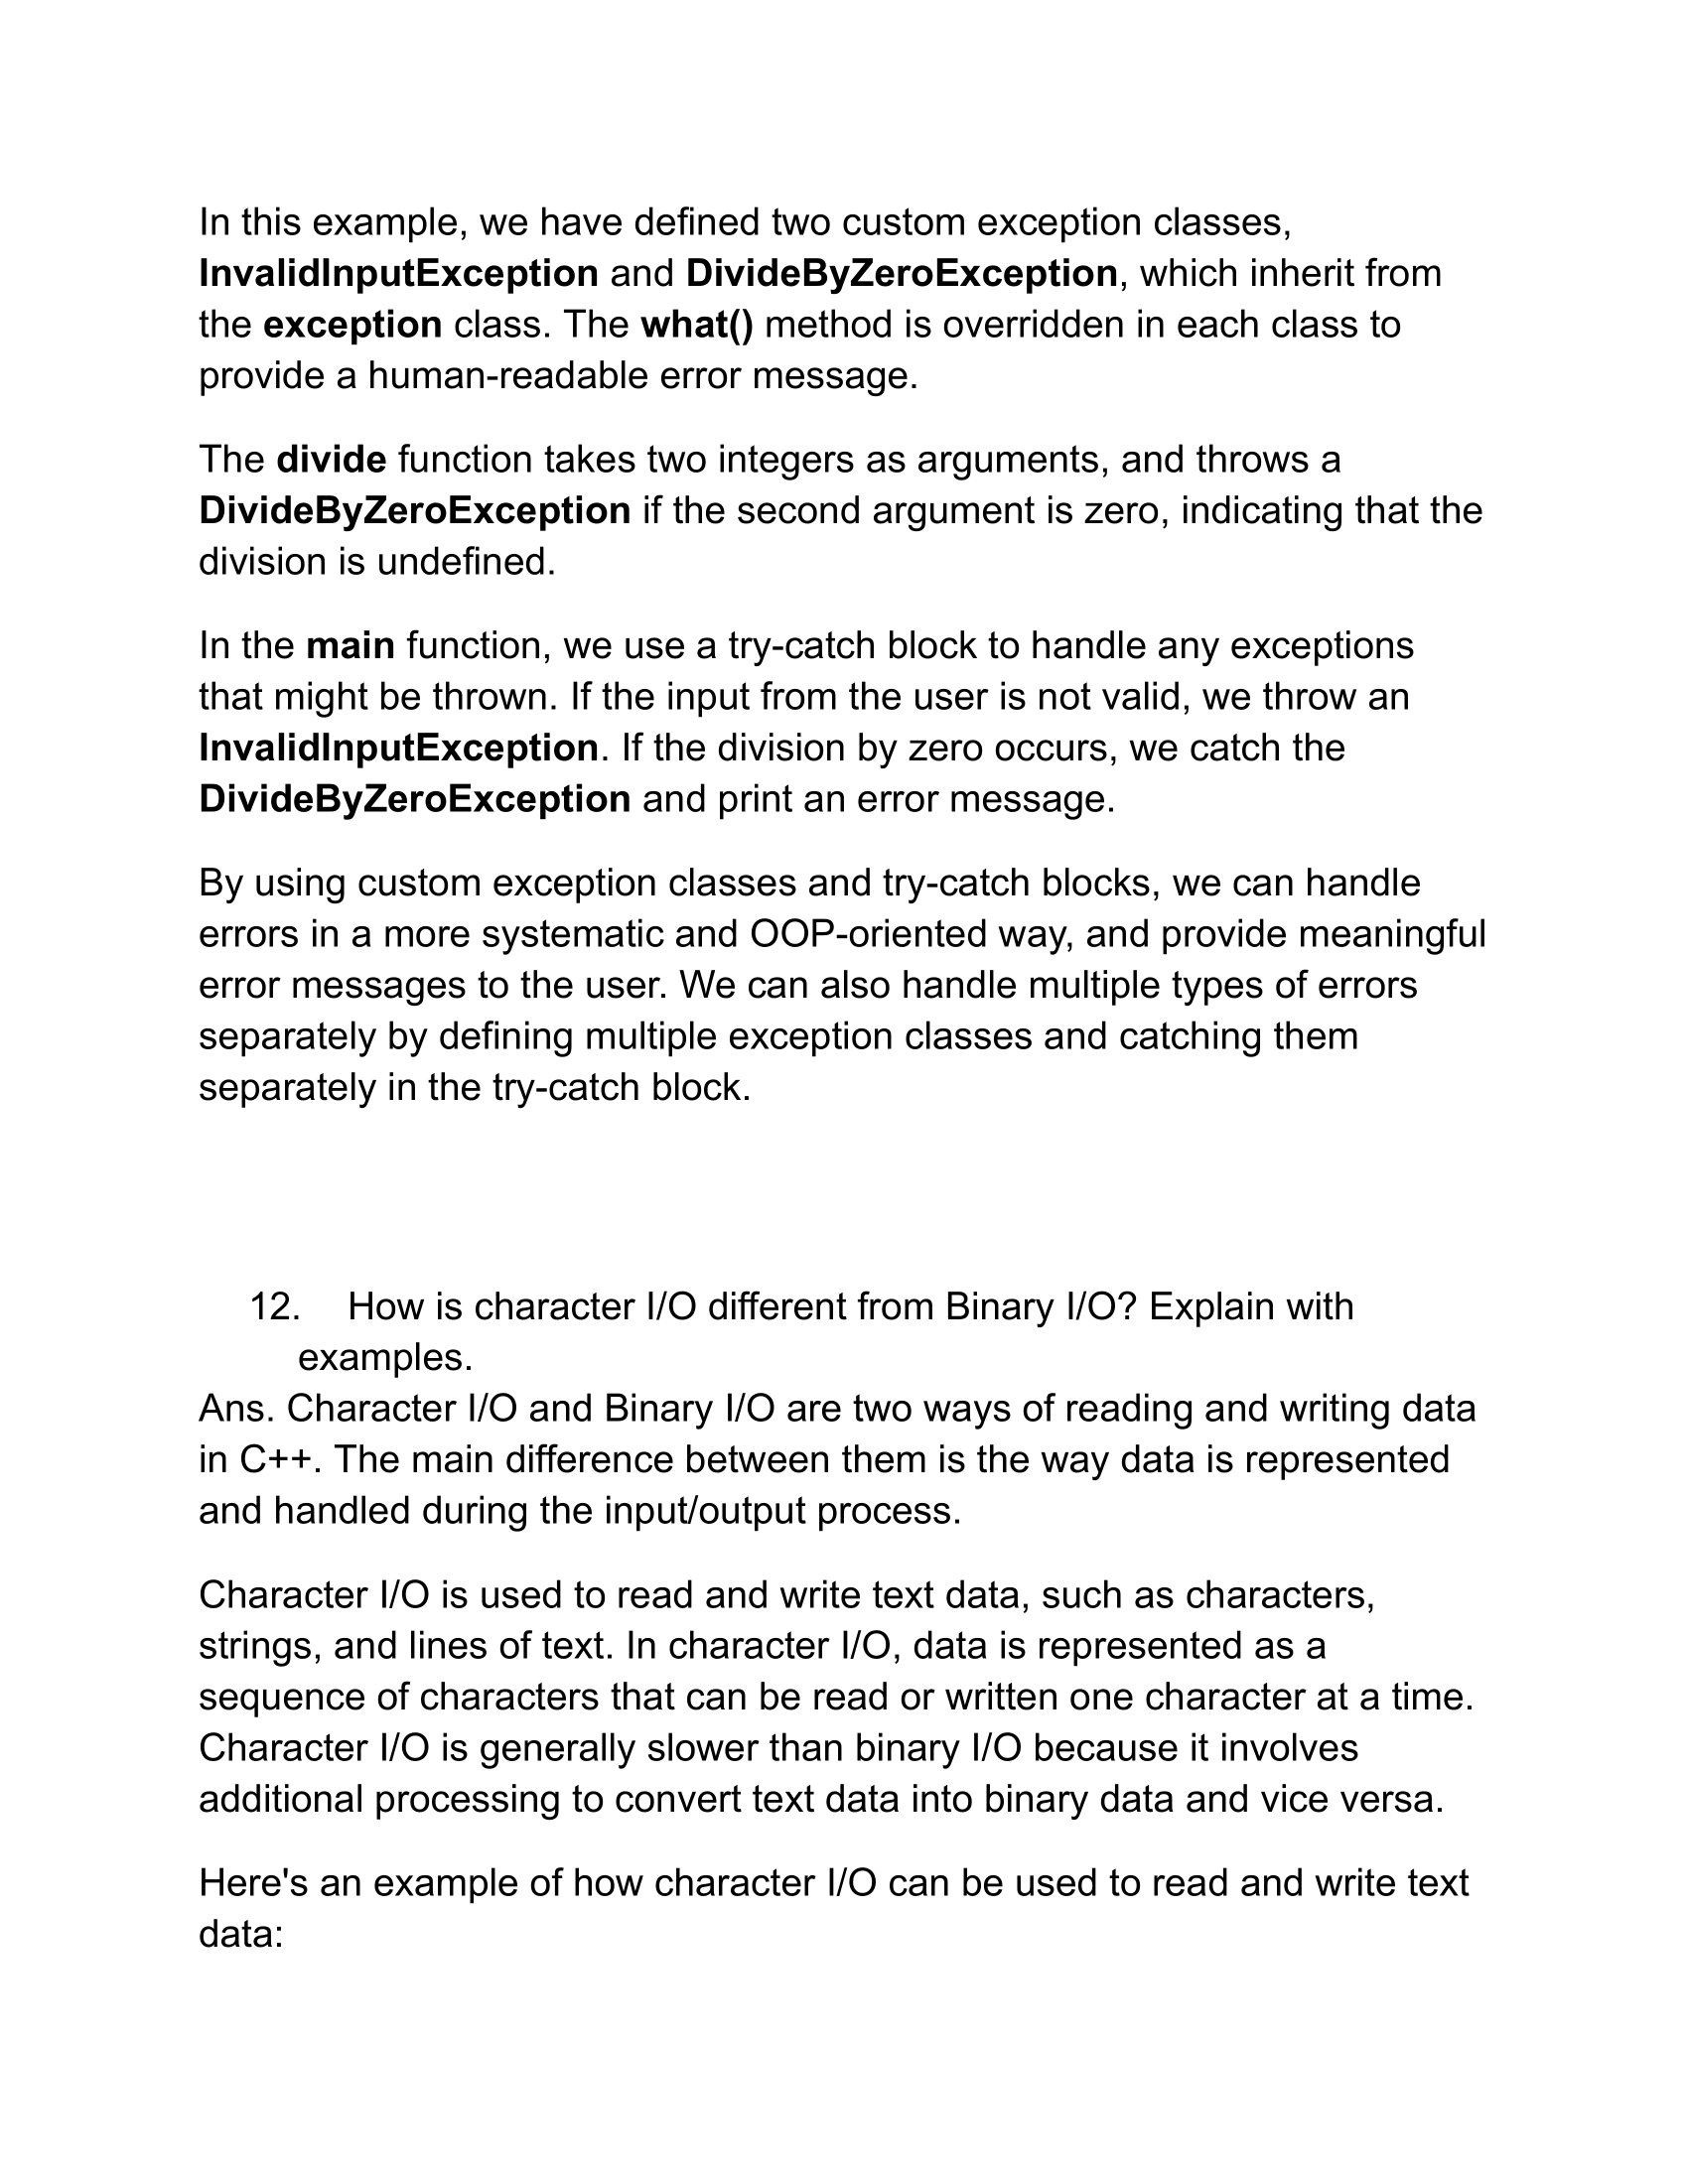 In this example, we have defined two custom exception classes,
InvalidInputException and DivideByZeroException, which inherit from
the exception class. The what() method is overridden in each class to
provide a human-readable error message.
The divide function takes two integers as arguments, and throws a
DivideByZeroException if the second argument is zero, indicating that the
division is undefined.
In the main function, we use a try-catch block to handle any exceptions
that might be thrown. If the input from the user is not valid, we throw an
InvalidInputException. If the division by zero occurs, we catch the
DivideByZeroException and print an error message.
By using custom exception classes and try-catch blocks, we can handle
errors in a more systematic and OOP-oriented way, and provide meaningful
error messages to the user. We can also handle multiple types of errors
separately by defining multiple exception classes and catching them
separately in the try-catch block.
12. How is character I/O different from Binary I/O? Explain with
examples.
Ans. Character I/O and Binary I/O are two ways of reading and writing data
in C++. The main difference between them is the way data is represented
and handled during the input/output process.
Character I/O is used to read and write text data, such as characters,
strings, and lines of text. In character I/O, data is represented as a
sequence of characters that can be read or written one character at a time.
Character I/O is generally slower than binary I/O because it involves
additional processing to convert text data into binary data and vice versa.
Here's an example of how character I/O can be used to read and write text
data: